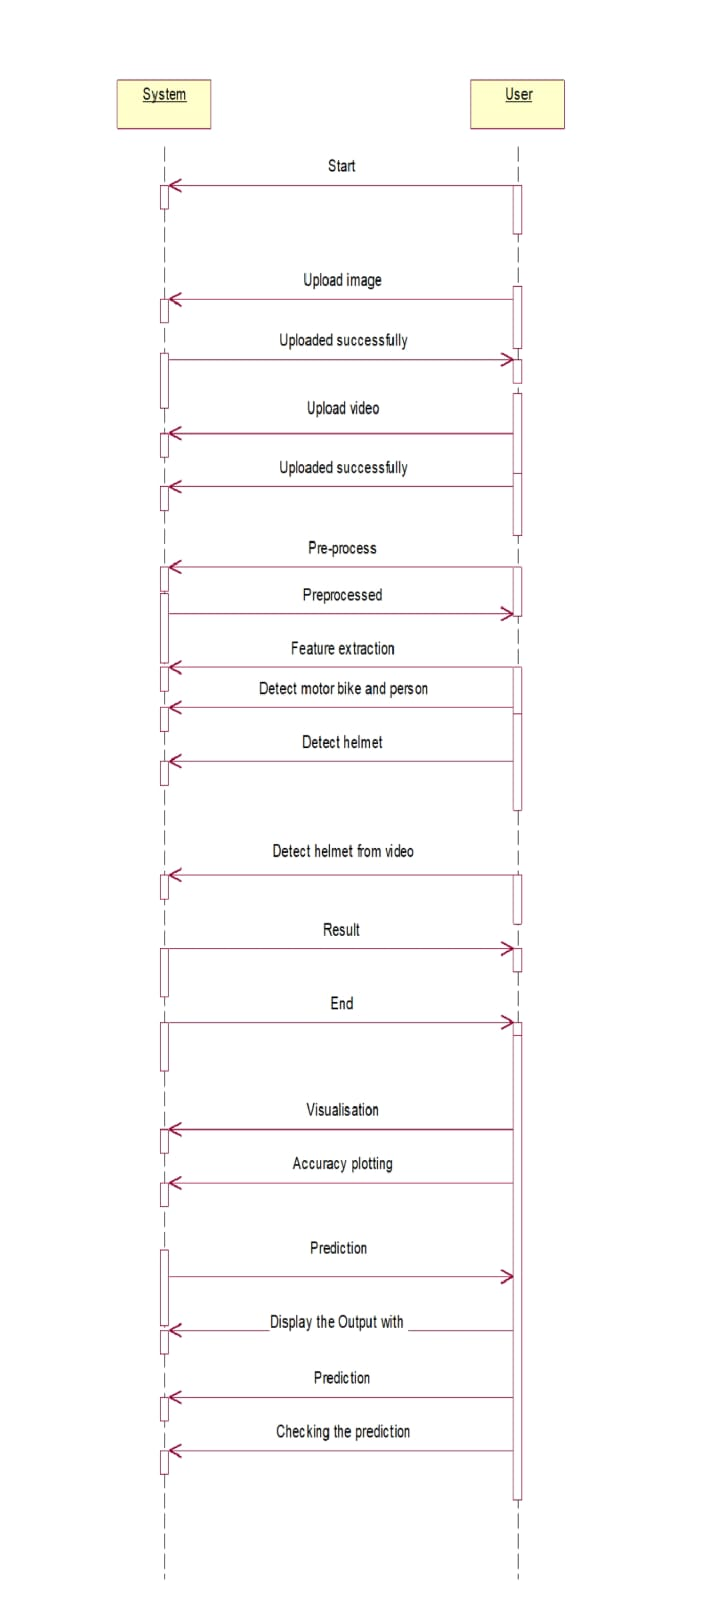 System
User
Start
Upload image
Uploaded successfully
Upload video
Uploaded successfully
Pre-process
Preprocessed
Feature extraction
Detect motor bike and person
Detect helmet
Detect helmet from video
Result
End
Visualisation
Accuracy plotting
Prediction
Display the Output with
Prediction
Checking the prediction